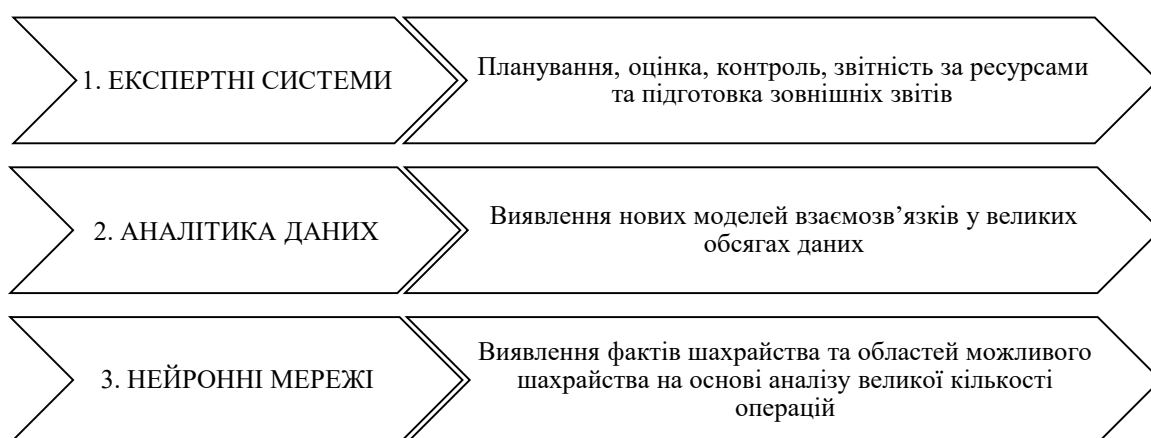 1. ЕКСПЕРТНІ СИСТЕМИ
Планування, оцінка, контроль, звітність за ресурсами
та підготовка зовнішніх звітів
2. АНАЛІТИКА ДАНИХ
Виявлення нових моделей взаємозв’язків у великих
обсягах даних
3. НЕЙРОННІ МЕРЕЖІ
Виявлення фактів шахрайства та областей можливого
шахрайства на основі аналізу великої кількості
операцій